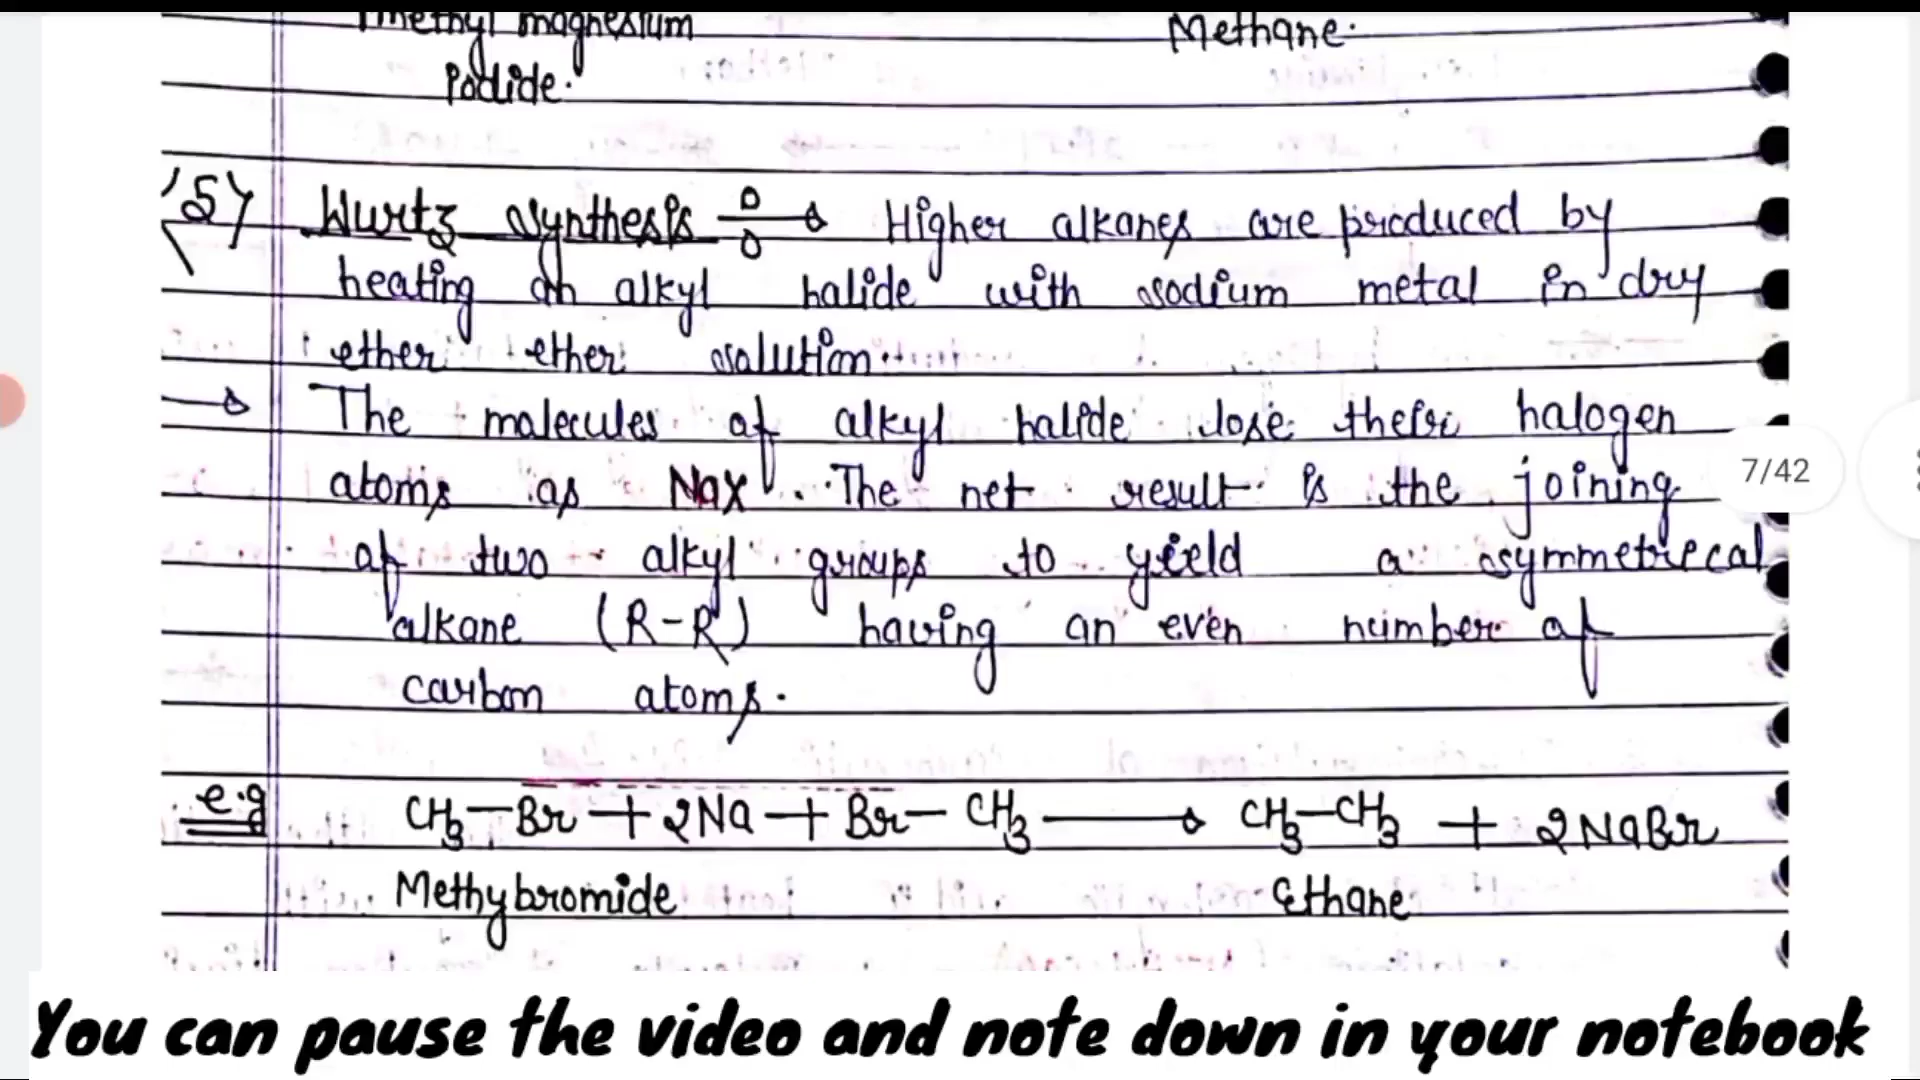 methyl magnesium Methane.
Iodide.
5) Wurtz synthesis :→ Higher alkanes are produced by
heating an alkyl halide with sodium metal in dry
ether ether solution.
→ The molecules of alkyl halide lose their halogen
atoms as NaX. The net result is the joining
of two alkyl groups to yield a symmetriecal
alkane (R-R) having an even number of
carbon atoms.
e.g CH3-Br + 2Na + Br-CH3 → CH3-CH3 + 2NaBr
Methybromide Ethane
7/42
You can pause the video and note down in your notebook